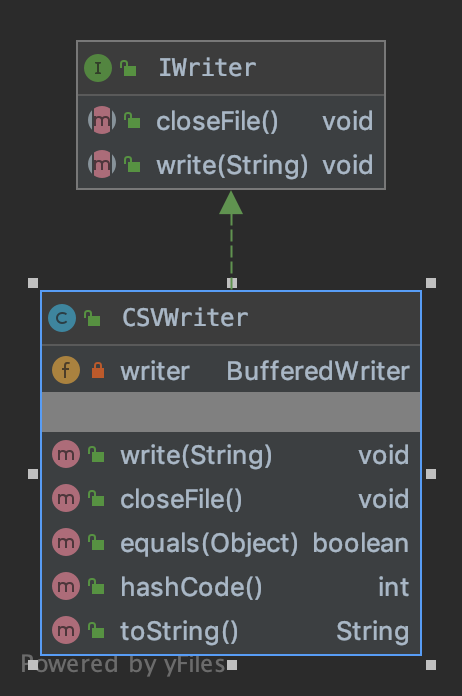 I IWriter
m closeFile() void
m write(String) void
C CSVWriter
f writer BufferedWriter
m write(String) void
m closeFile() void
m equals(Object) boolean
m hashCode() int
m toString() String
Powered by yFiles